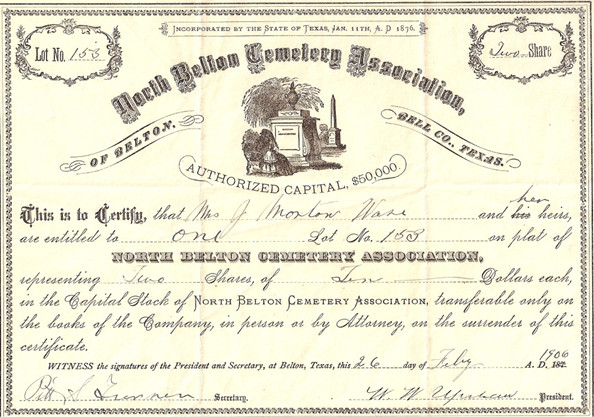 INCORPORATED BY THE STATE OF TEXAS, JAN. 11TH, A. D 1876.
Lot No. 153
Two Share
North Belton Cemetery Association,
OF BELTON. BELL CO., TEXAS.
AUTHORIZED CAPITAL, $50,000.
her
This is to Certify, that Mrs J Morton Ware and his heirs,
are entitled to One Lot No. 153 on plat of
NORTH BELTON CEMETERY ASSOCIATION,
representing Two Shares, of Ten Dollars each,
in the Capital Stock of NORTH BELTON CEMETERY ASSOCIATION, transferable only on
the books of the Company, in person or by Attorney, on the surrender of this
certificate.
1906
WITNESS the signatures of the President and Secretary, at Belton, Texas, this 26 day of Feby A. D. 18
Secretary. W. W. President.